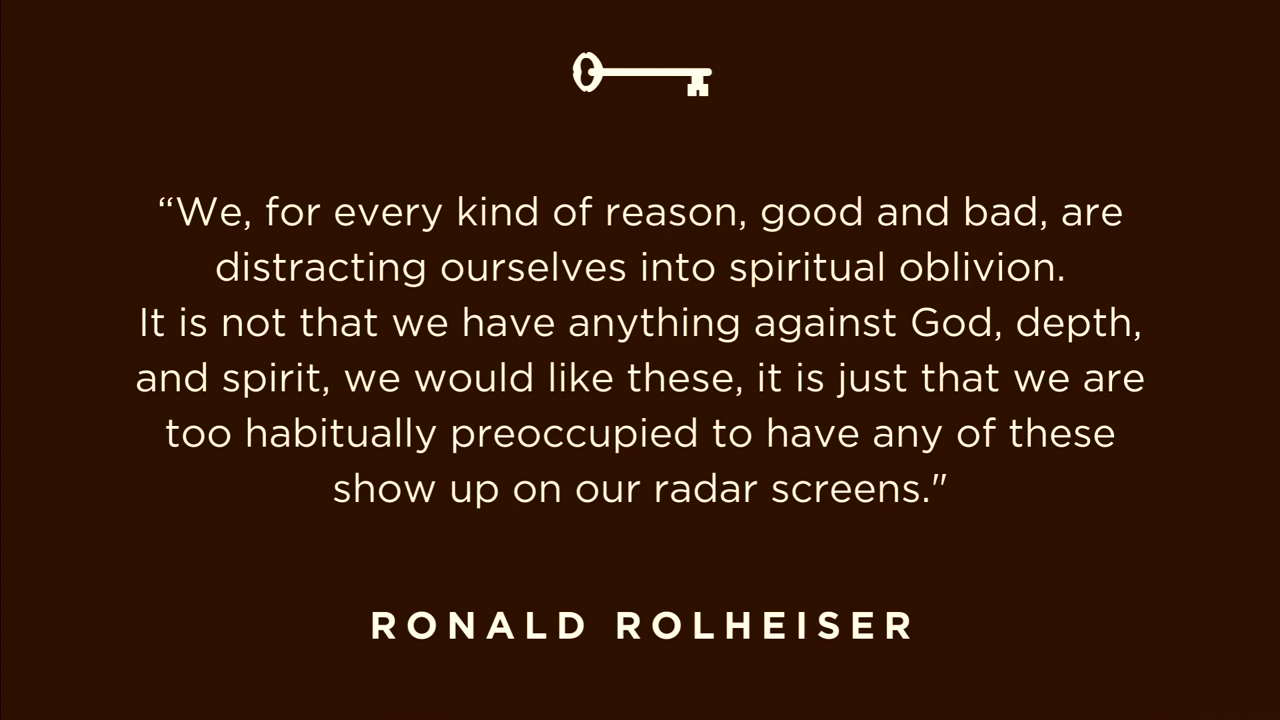 “We, for every kind of reason, good and bad, are
distracting ourselves into spiritual oblivion.
It is not that we have anything against God, depth,
and spirit, we would like these, it is just that we are
too habitually preoccupied to have any of these
show up on our radar screens."
RONALD ROLHEISER